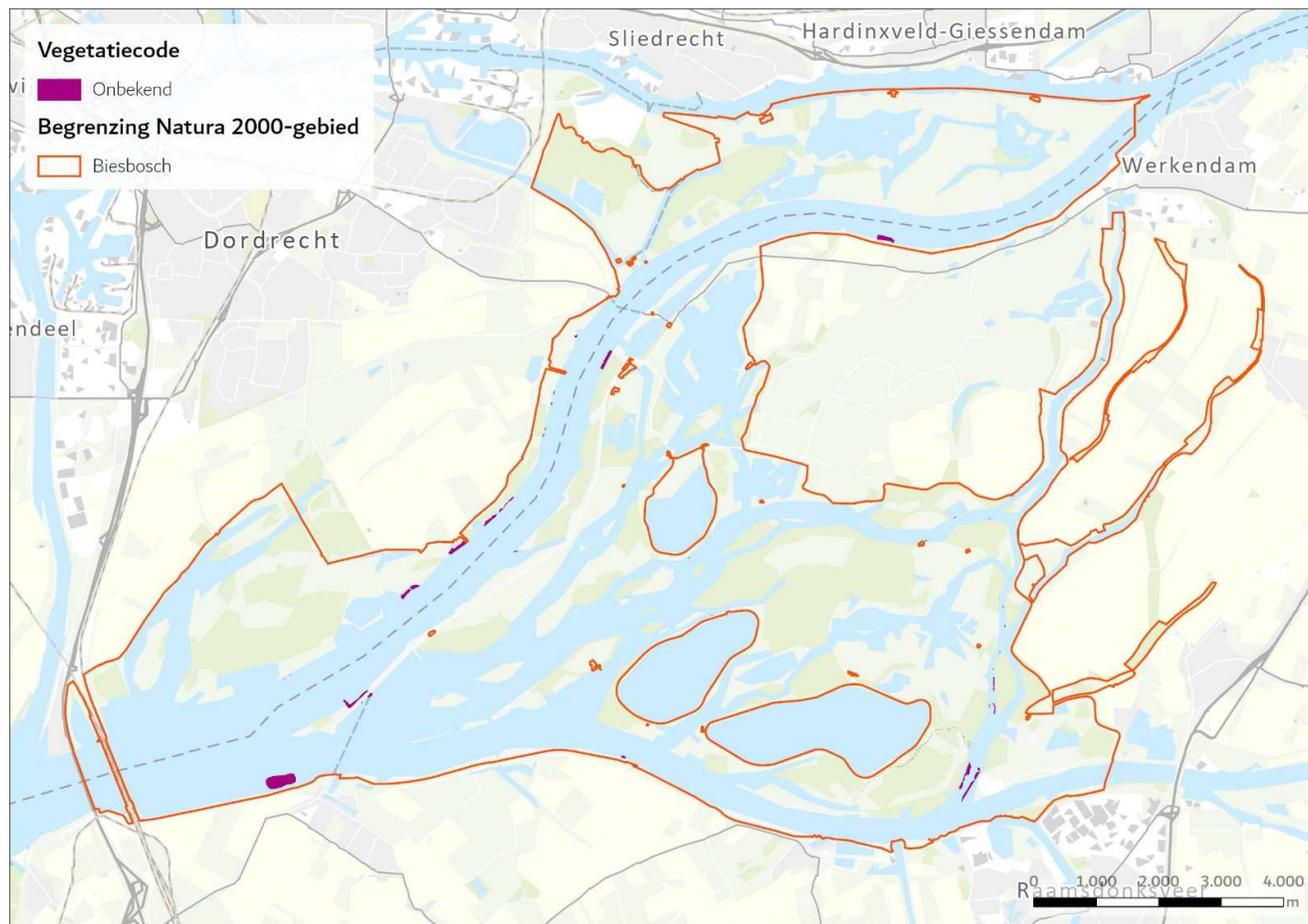 Vegetatiecode
Onbekend
Begrenzing Natura 2000-gebied
Biesbosch
Sliedrecht
Hardinxveld-Giessendam
vi
Werkendam
Dordrecht
endeel
Raamsdonksveer
0 1.000 2.000 3.000 4.000
m